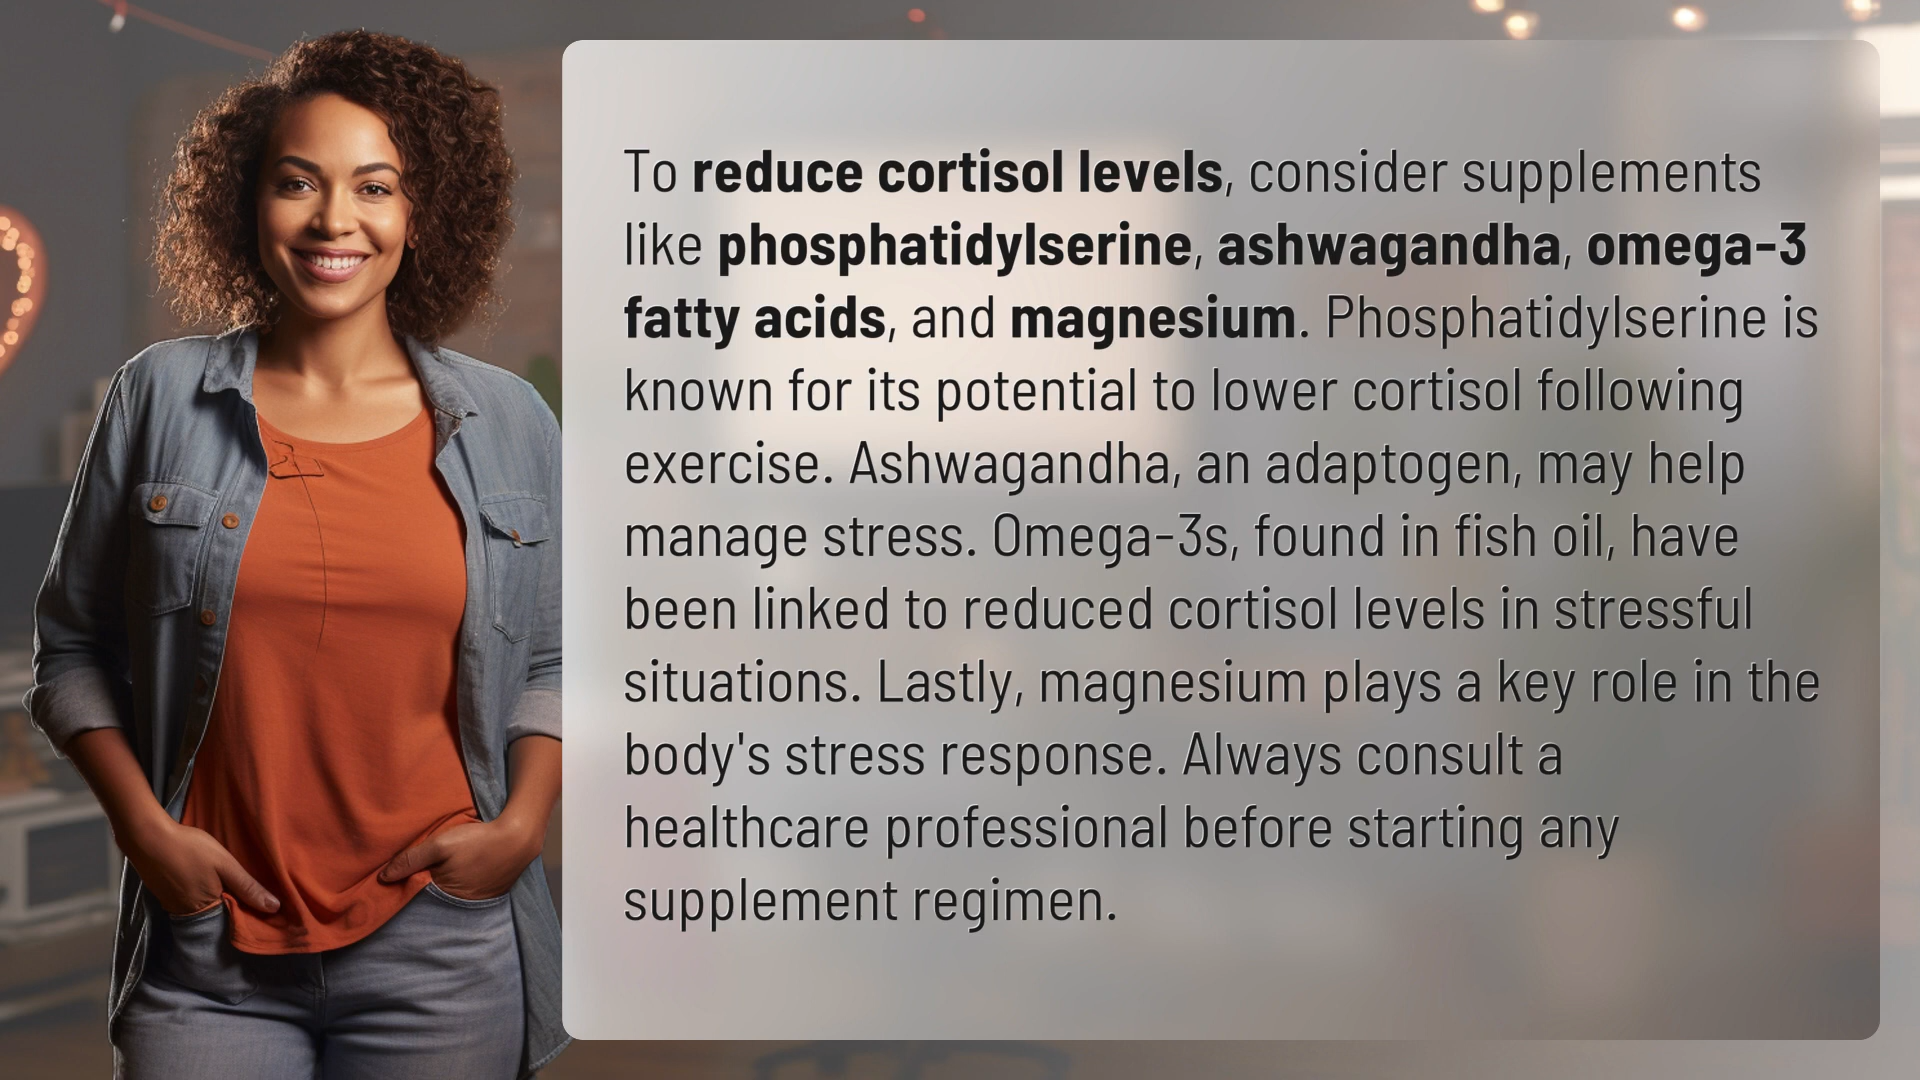 To reduce cortisol levels, consider supplements
like phosphatidylserine, ashwagandha, omega-3
fatty acids, and magnesium. Phosphatidylserine is
known for its potential to lower cortisol following
exercise. Ashwagandha, an adaptogen, may help
manage stress. Omega-3s, found in fish oil, have
been linked to reduced cortisol levels in stressful
situations. Lastly, magnesium plays a key role in the
body's stress response. Always consult a
healthcare professional before starting any
supplement regimen.